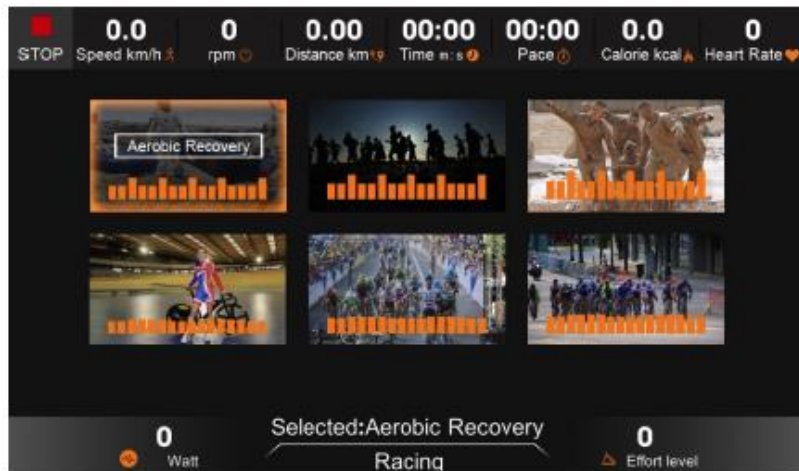 0.0 0 0.00 00:00 00:00 0.0 0
STOP Speed km/h rpm Distance km Time m:s Pace Calorie kcal Heart Rate
Aerobic Recovery
0 Selected:Aerobic Recovery 0
Watt Racing Effort level